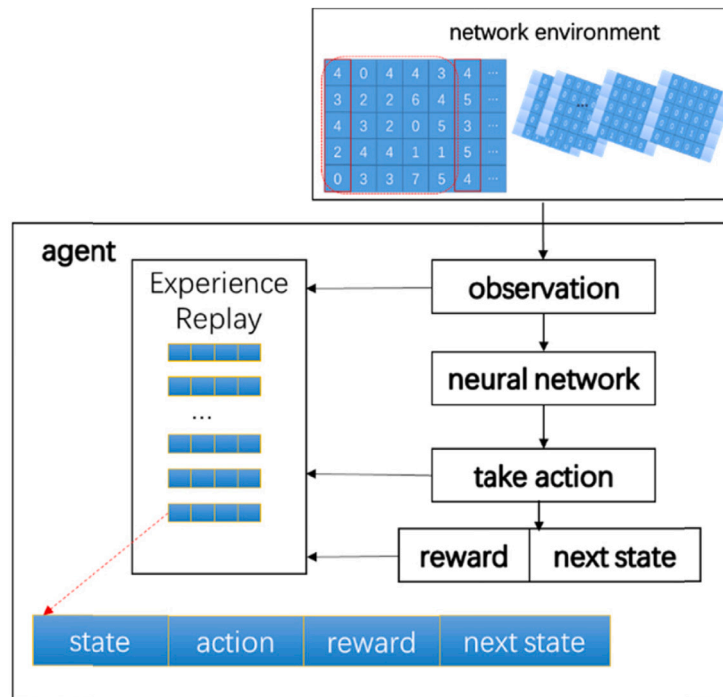 network environment
4 0 4 4 3 4 ...
3 2 2 6 4 5 ...
4 3 2 0 5 3 ...
2 4 4 1 1 5 ...
0 3 3 7 5 4 ...
...
agent
Experience
Replay
...
observation
neural network
take action
reward next state
state action reward next state